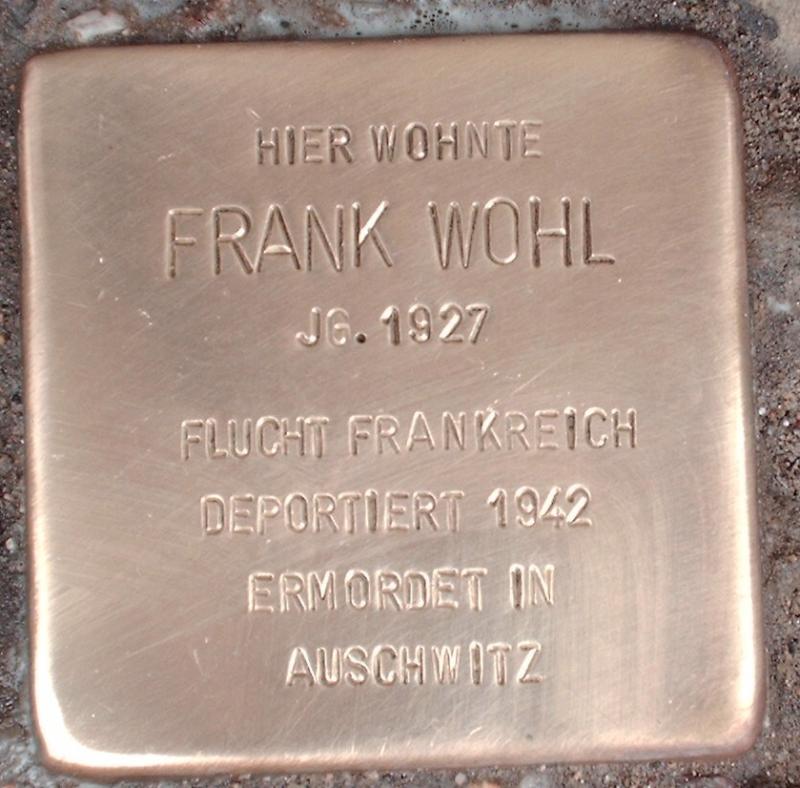 HIER WOHNTE
FRANK WOHL
JG. 1927
FLUCHT FRANKREICH
DEPORTIERT 1942
ERMORDET IN
AUSCHWITZ